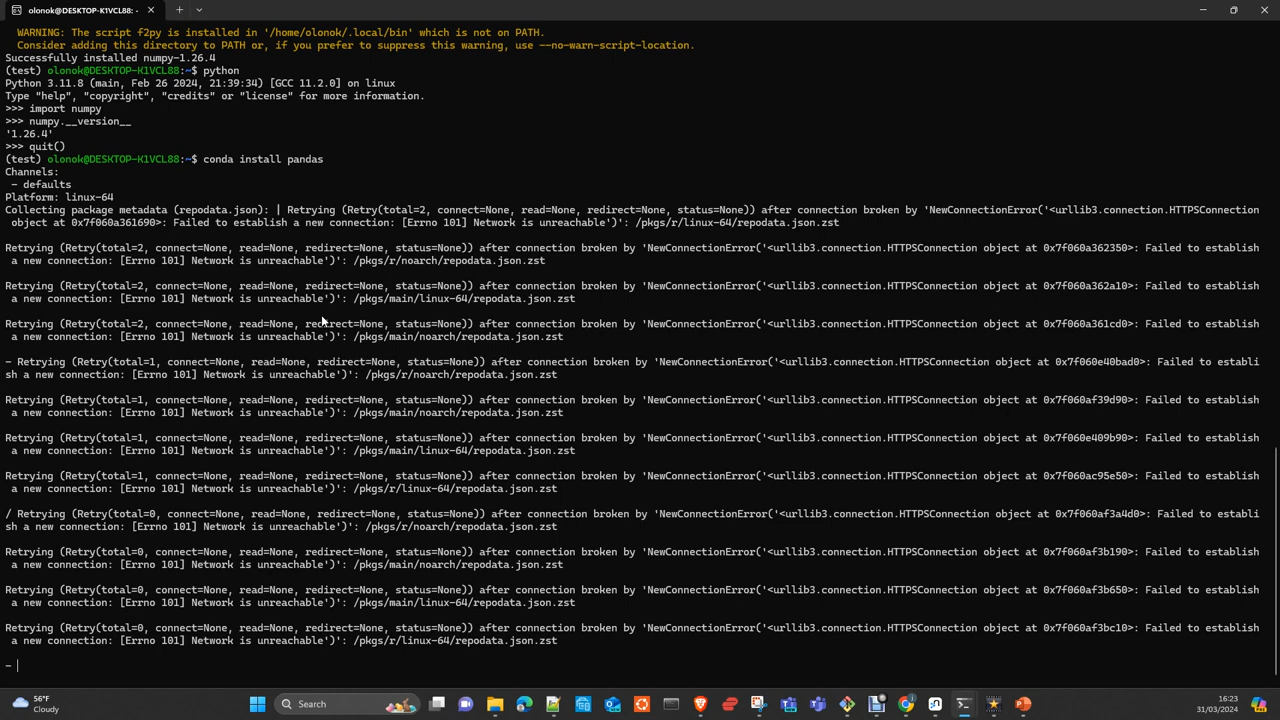 olonok@DESKTOP-K1VCL88: ~
WARNING: The script f2py is installed in '/home/olonok/.local/bin' which is not on PATH.
Consider adding this directory to PATH or, if you prefer to suppress this warning, use --no-warn-script-location.
Successfully installed numpy-1.26.4
(test) olonok@DESKTOP-K1VCL88:~$ python
Python 3.11.8 (main, Feb 26 2024, 21:39:34) [GCC 11.2.0] on linux
Type "help", "copyright", "credits" or "license" for more information.
>>> import numpy
>>> numpy.__version__
'1.26.4'
>>> quit()
(test) olonok@DESKTOP-K1VCL88:~$ conda install pandas
Channels:
- defaults
Platform: linux-64
Collecting package metadata (repodata.json): | Retrying (Retry(total=2, connect=None, read=None, redirect=None, status=None)) after connection broken by 'NewConnectionError('<urllib3.connection.HTTPSConnection
object at 0x7f060a361690>: Failed to establish a new connection: [Errno 101] Network is unreachable')': /pkgs/r/linux-64/repodata.json.zst
Retrying (Retry(total=2, connect=None, read=None, redirect=None, status=None)) after connection broken by 'NewConnectionError('<urllib3.connection.HTTPSConnection object at 0x7f060a362350>: Failed to establish
a new connection: [Errno 101] Network is unreachable')': /pkgs/r/noarch/repodata.json.zst
Retrying (Retry(total=2, connect=None, read=None, redirect=None, status=None)) after connection broken by 'NewConnectionError('<urllib3.connection.HTTPSConnection object at 0x7f060a362a10>: Failed to establish
a new connection: [Errno 101] Network is unreachable')': /pkgs/main/linux-64/repodata.json.zst
Retrying (Retry(total=2, connect=None, read=None, redirect=None, status=None)) after connection broken by 'NewConnectionError('<urllib3.connection.HTTPSConnection object at 0x7f060a361cd0>: Failed to establish
a new connection: [Errno 101] Network is unreachable')': /pkgs/main/noarch/repodata.json.zst
- Retrying (Retry(total=1, connect=None, read=None, redirect=None, status=None)) after connection broken by 'NewConnectionError('<urllib3.connection.HTTPSConnection object at 0x7f060e40bad0>: Failed to establi
sh a new connection: [Errno 101] Network is unreachable')': /pkgs/r/noarch/repodata.json.zst
Retrying (Retry(total=1, connect=None, read=None, redirect=None, status=None)) after connection broken by 'NewConnectionError('<urllib3.connection.HTTPSConnection object at 0x7f060af39d90>: Failed to establish
a new connection: [Errno 101] Network is unreachable')': /pkgs/main/noarch/repodata.json.zst
Retrying (Retry(total=1, connect=None, read=None, redirect=None, status=None)) after connection broken by 'NewConnectionError('<urllib3.connection.HTTPSConnection object at 0x7f060e409b90>: Failed to establish
a new connection: [Errno 101] Network is unreachable')': /pkgs/main/linux-64/repodata.json.zst
Retrying (Retry(total=1, connect=None, read=None, redirect=None, status=None)) after connection broken by 'NewConnectionError('<urllib3.connection.HTTPSConnection object at 0x7f060ac95e50>: Failed to establish
a new connection: [Errno 101] Network is unreachable')': /pkgs/r/linux-64/repodata.json.zst
/ Retrying (Retry(total=0, connect=None, read=None, redirect=None, status=None)) after connection broken by 'NewConnectionError('<urllib3.connection.HTTPSConnection object at 0x7f060af3a4d0>: Failed to establi
sh a new connection: [Errno 101] Network is unreachable')': /pkgs/r/noarch/repodata.json.zst
Retrying (Retry(total=0, connect=None, read=None, redirect=None, status=None)) after connection broken by 'NewConnectionError('<urllib3.connection.HTTPSConnection object at 0x7f060af3b190>: Failed to establish
a new connection: [Errno 101] Network is unreachable')': /pkgs/main/noarch/repodata.json.zst
Retrying (Retry(total=0, connect=None, read=None, redirect=None, status=None)) after connection broken by 'NewConnectionError('<urllib3.connection.HTTPSConnection object at 0x7f060af3b650>: Failed to establish
a new connection: [Errno 101] Network is unreachable')': /pkgs/main/linux-64/repodata.json.zst
Retrying (Retry(total=0, connect=None, read=None, redirect=None, status=None)) after connection broken by 'NewConnectionError('<urllib3.connection.HTTPSConnection object at 0x7f060af3bc10>: Failed to establish
a new connection: [Errno 101] Network is unreachable')': /pkgs/r/linux-64/repodata.json.zst
-
56°F
Cloudy
Search
16:23
31/03/2024